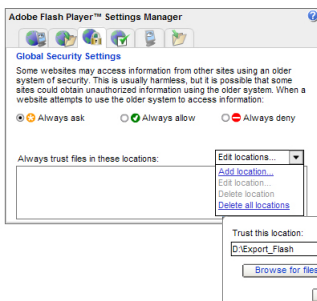 Adobe Flash Player™ Settings Manager
Global Security Settings
Some websites may access information from other sites using an older
system of security. This is usually harmless, but it is possible that some
sites could obtain unauthorized information using the older system. When a
website attempts to use the older system to access information:
Always ask
Always allow
Always deny
Always trust files in these locations:
Edit locations...
Add location...
Edit location...
Delete location
Delete all locations
Trust this location:
D:\Export_Flash
Browse for files